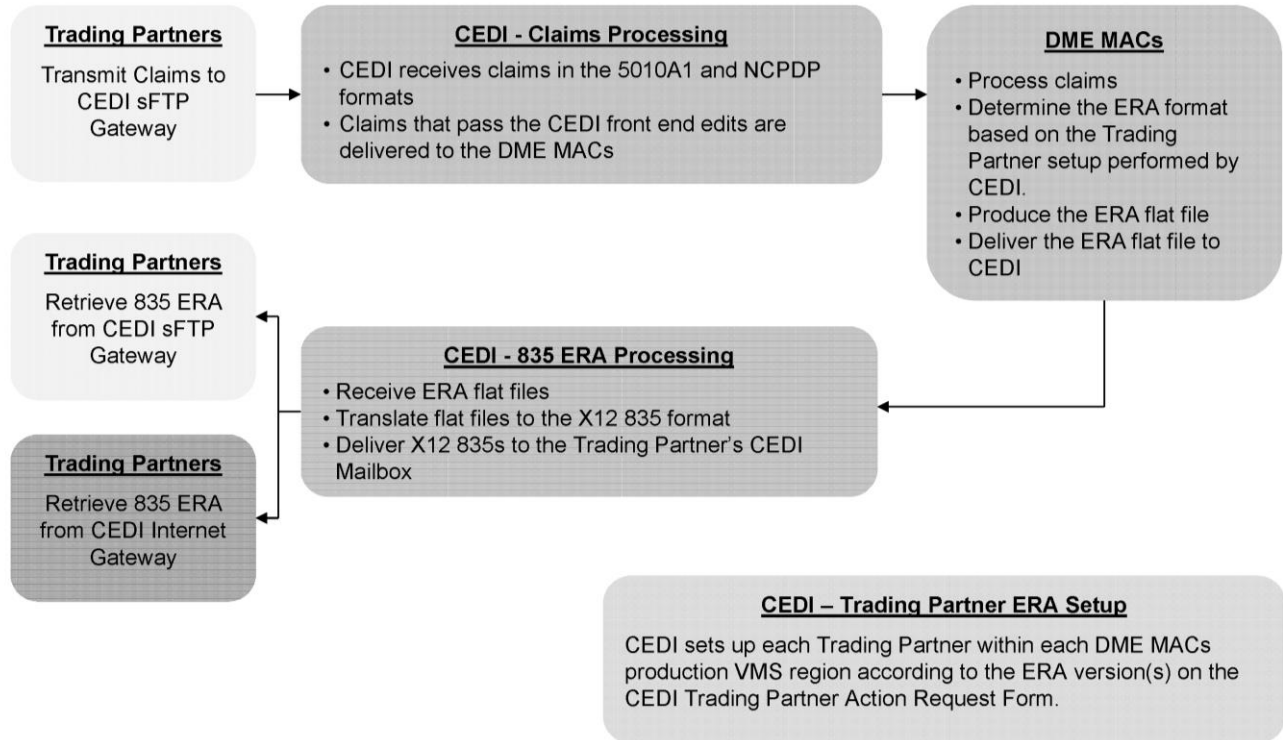 Trading Partners
Transmit Claims to
CEDI sFTP
Gateway
CEDI - Claims Processing
• CEDI receives claims in the 5010A1 and NCPDP
formats
• Claims that pass the CEDI front end edits are
delivered to the DME MACs
DME MACs
• Process claims
• Determine the ERA format
based on the Trading
Partner setup performed by
CEDI.
• Produce the ERA flat file
• Deliver the ERA flat file to
CEDI
Trading Partners
Retrieve 835 ERA
from CEDI sFTP
Gateway
CEDI - 835 ERA Processing
• Receive ERA flat files
• Translate flat files to the X12 835 format
• Deliver X12 835s to the Trading Partner’s CEDI
Mailbox
Trading Partners
Retrieve 835 ERA
from CEDI Internet
Gateway
CEDI – Trading Partner ERA Setup
CEDI sets up each Trading Partner within each DME MACs
production VMS region according to the ERA version(s) on the
CEDI Trading Partner Action Request Form.